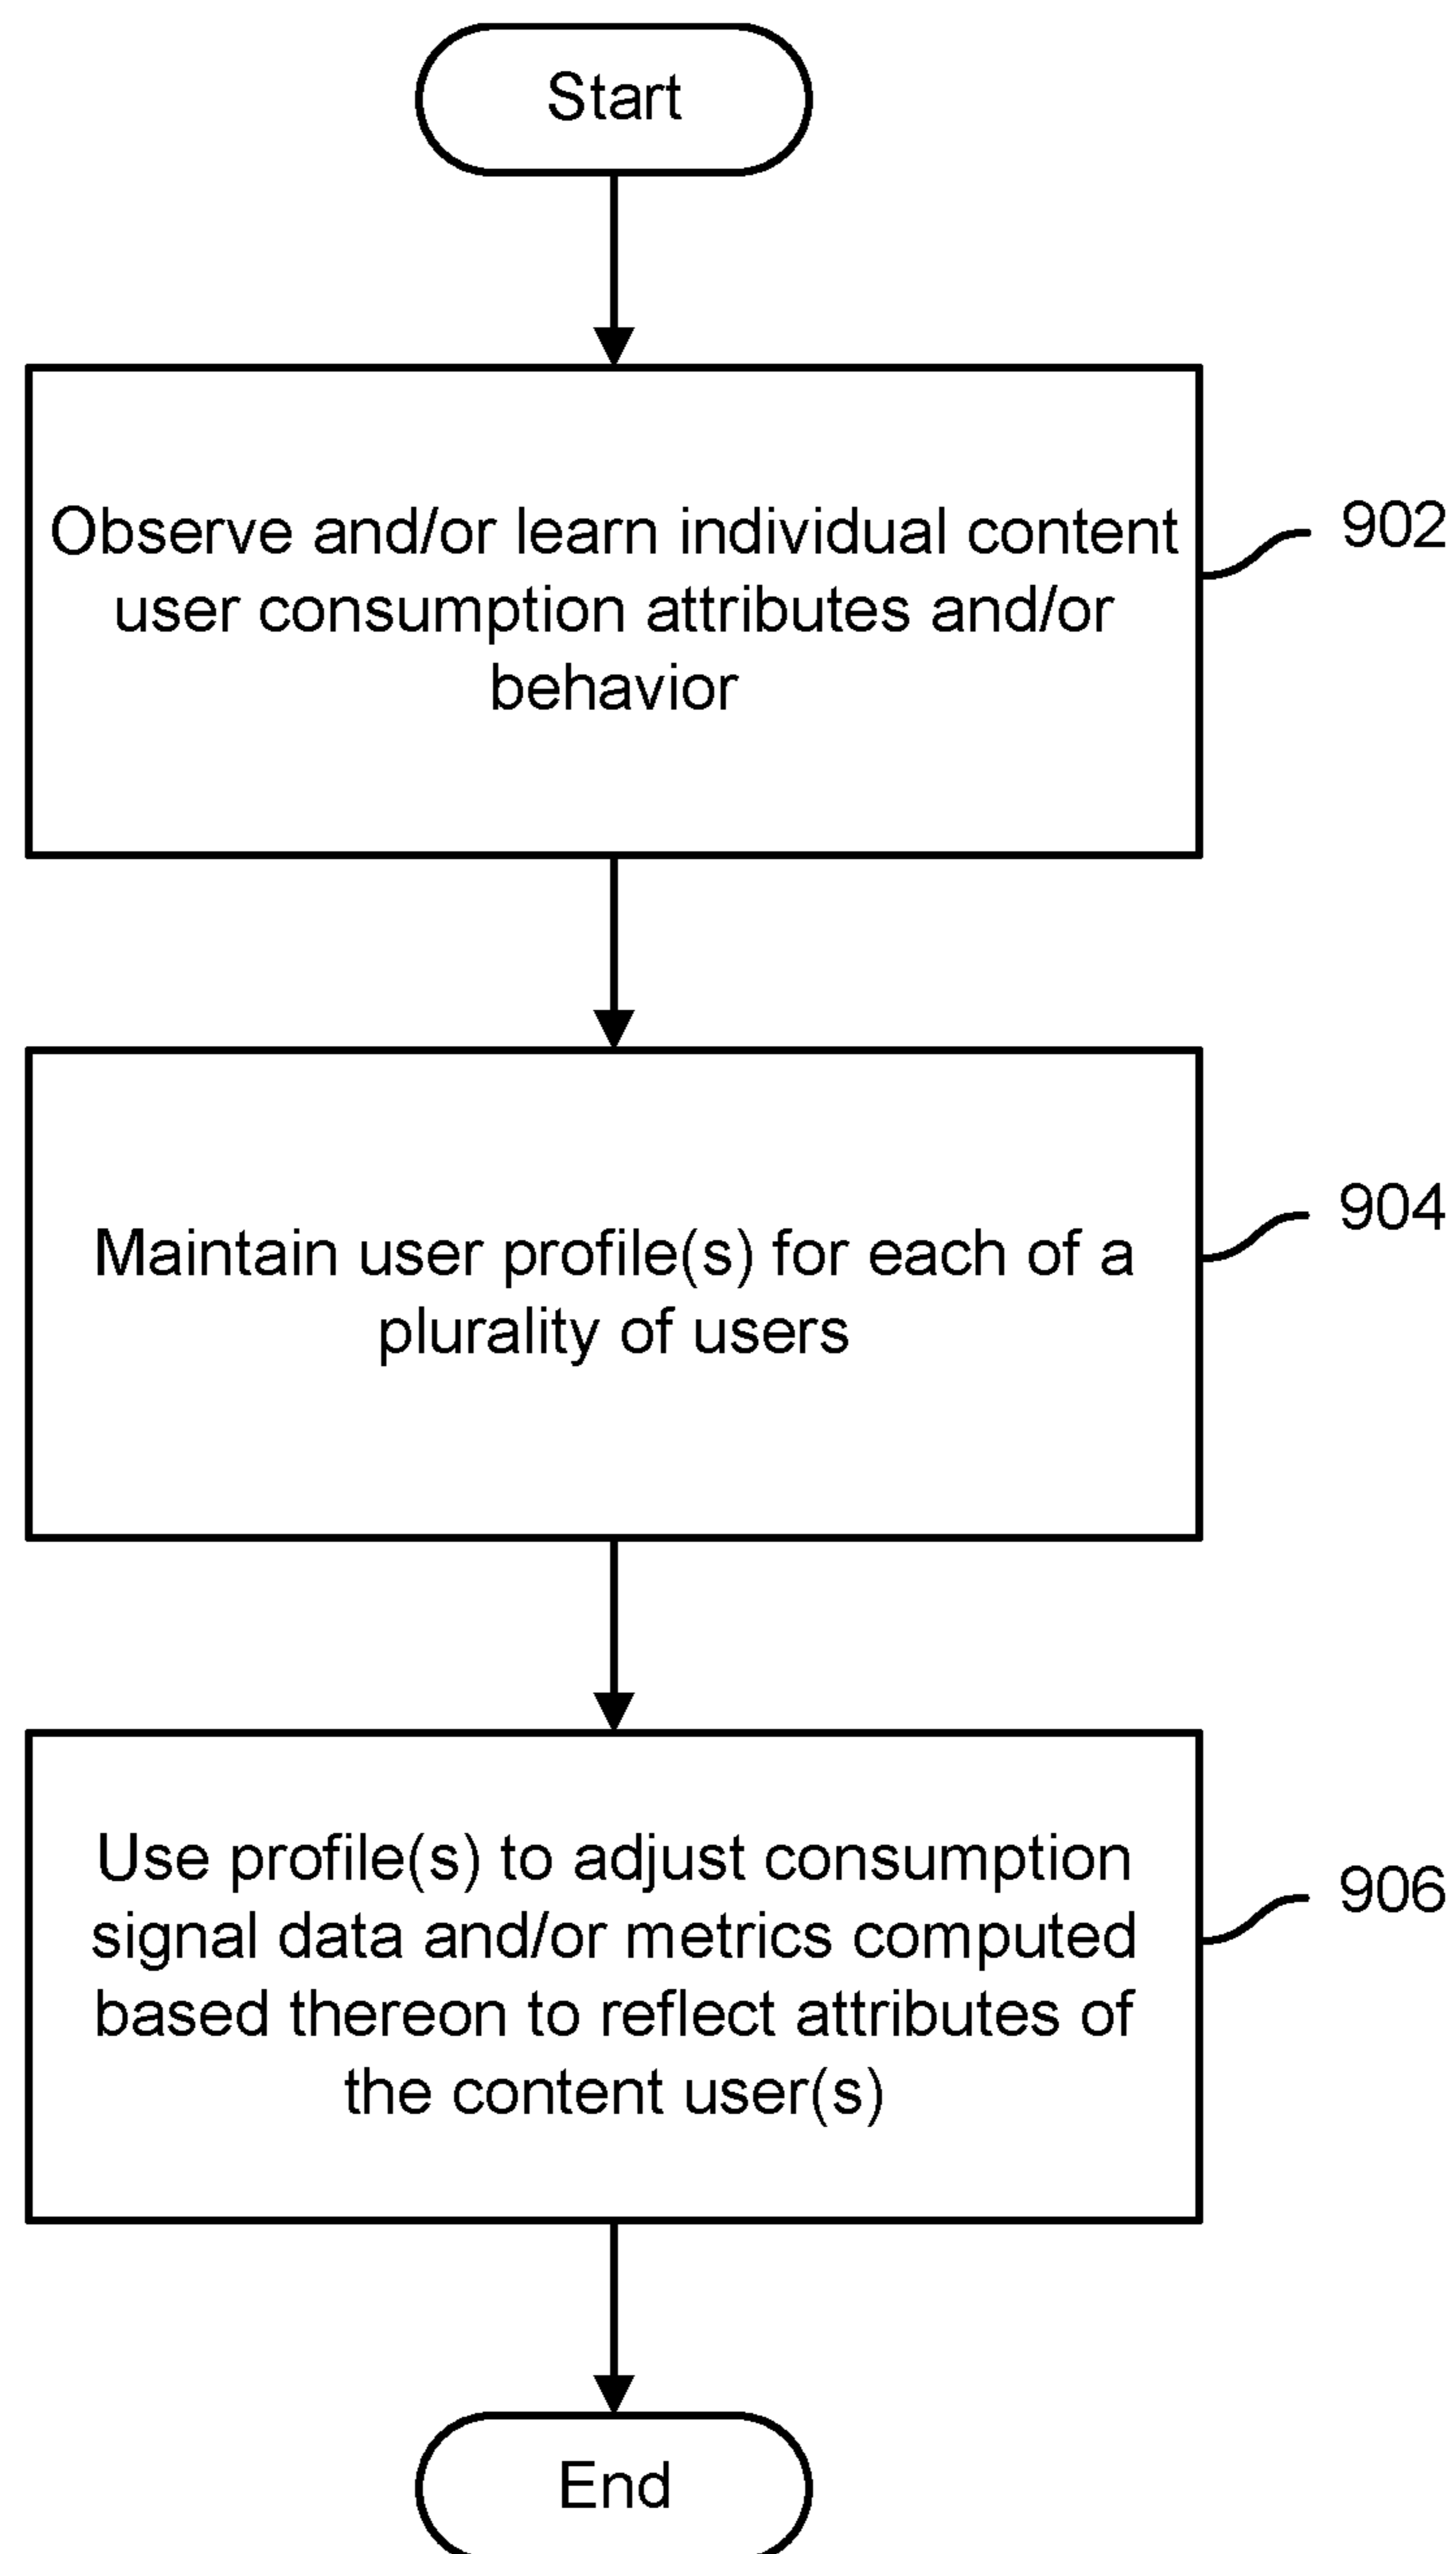 Start
Observe and/or learn individual content
user consumption attributes and/or
behavior
902
Maintain user profile(s) for each of a
plurality of users
904
Use profile(s) to adjust consumption
signal data and/or metrics computed
based thereon to reflect attributes of
the content user(s)
906
End